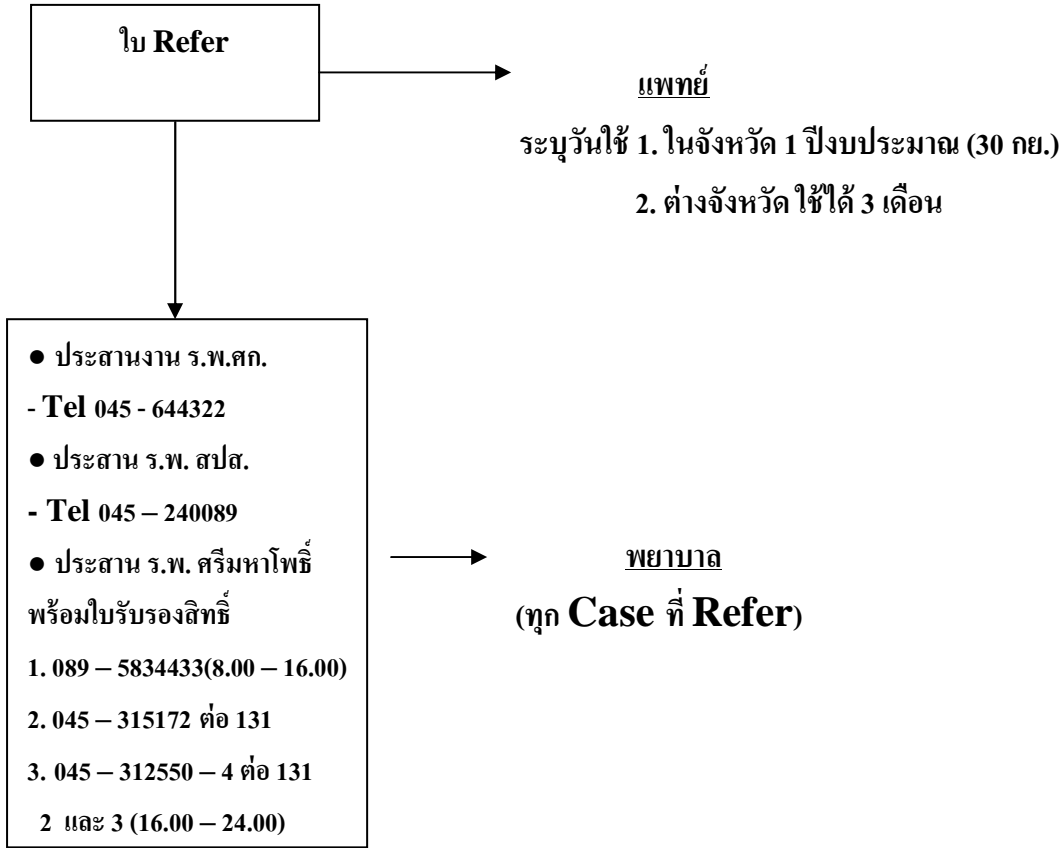 ใบ Refer
แพทย์
ระบุวันใช้ 1. ในจังหวัด 1 ปีงบประมาณ (30 กย.)
2. ต่างจังหวัด ใช้ได้ 3 เดือน
● ประสานงาน ร.พ.ศก.
- Tel 045 - 644322
● ประสาน ร.พ. สปส.
- Tel 045 – 240089
● ประสาน ร.พ. ศรีมหาโพธิ์
พร้อมใบรับรองสิทธิ์
1. 089 – 5834433(8.00 – 16.00)
2. 045 – 315172 ต่อ 131
3. 045 – 312550 – 4 ต่อ 131
2 และ 3 (16.00 – 24.00)
พยาบาล
(ทุก Case ที่ Refer)